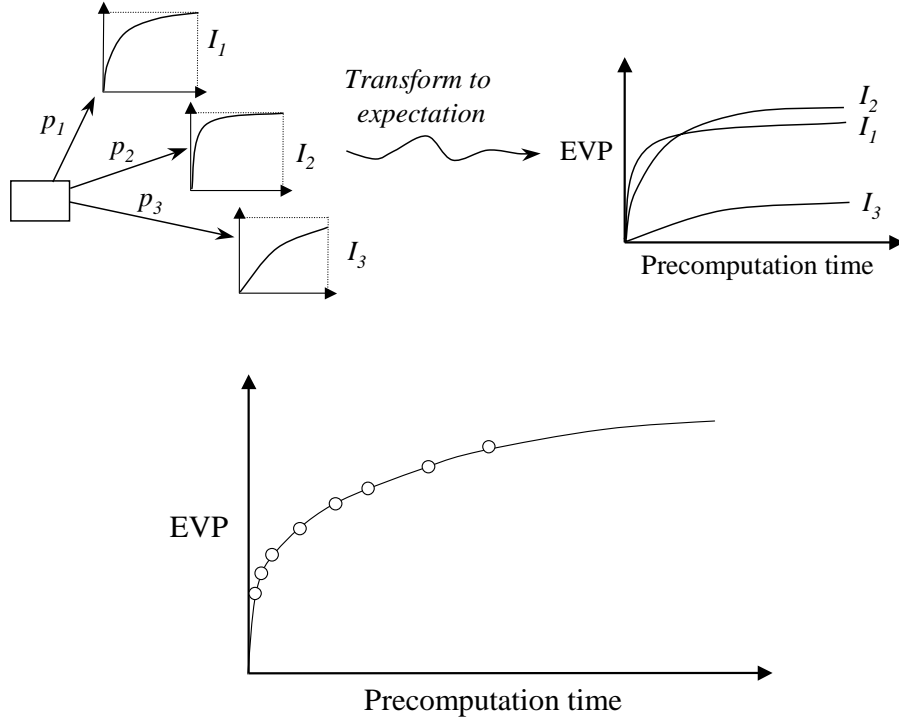 I₁
p₁
p₂
I₂
p₃
I₃
Transform to
expectation
EVP
I₂
I₁
I₃
Precomputation time
EVP
Precomputation time